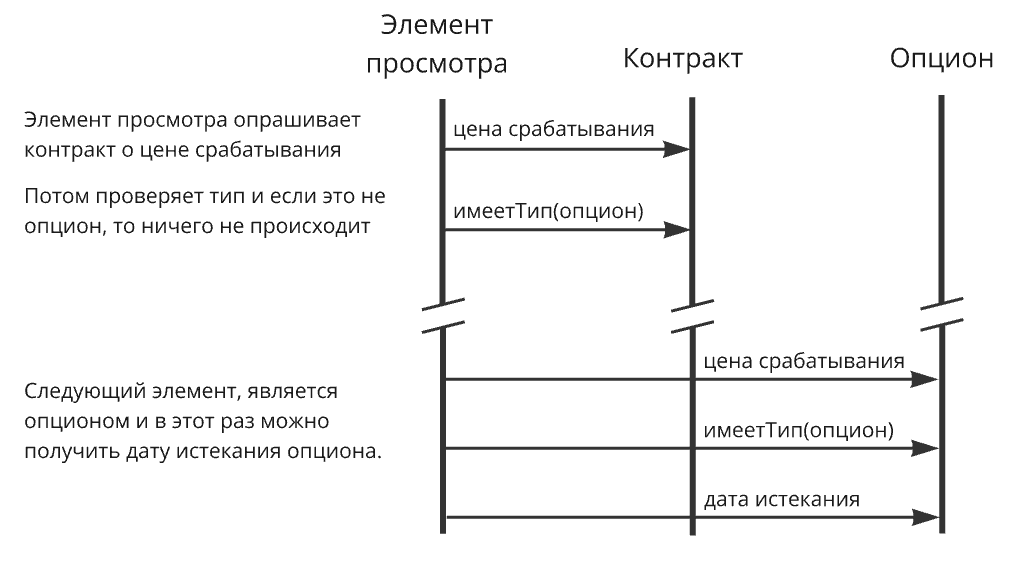 Элемент
просмотра
Контракт
Опцион
Элемент просмотра опрашивает
контракт о цене срабатывания
цена срабатывания
Потом проверяет тип и если это не
опцион, то ничего не происходит
имеетТип(опцион)
цена срабатывания
Следующий элемент, является
опционом и в этот раз можно
получить дату истекания опциона.
имеетТип(опцион)
дата истекания